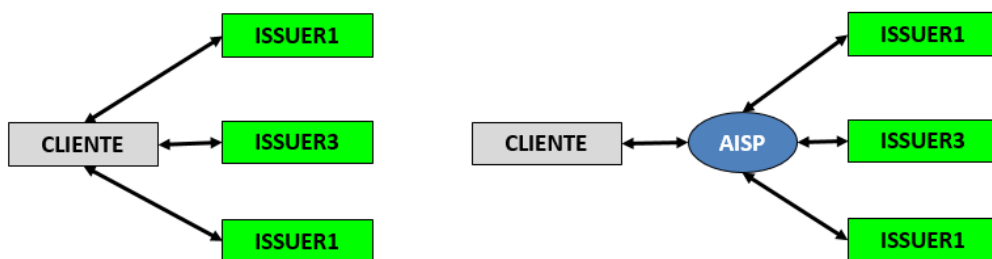 ISSUER1
CLIENTE
ISSUER3
ISSUER1
ISSUER1
CLIENTE
AISP
ISSUER3
ISSUER1